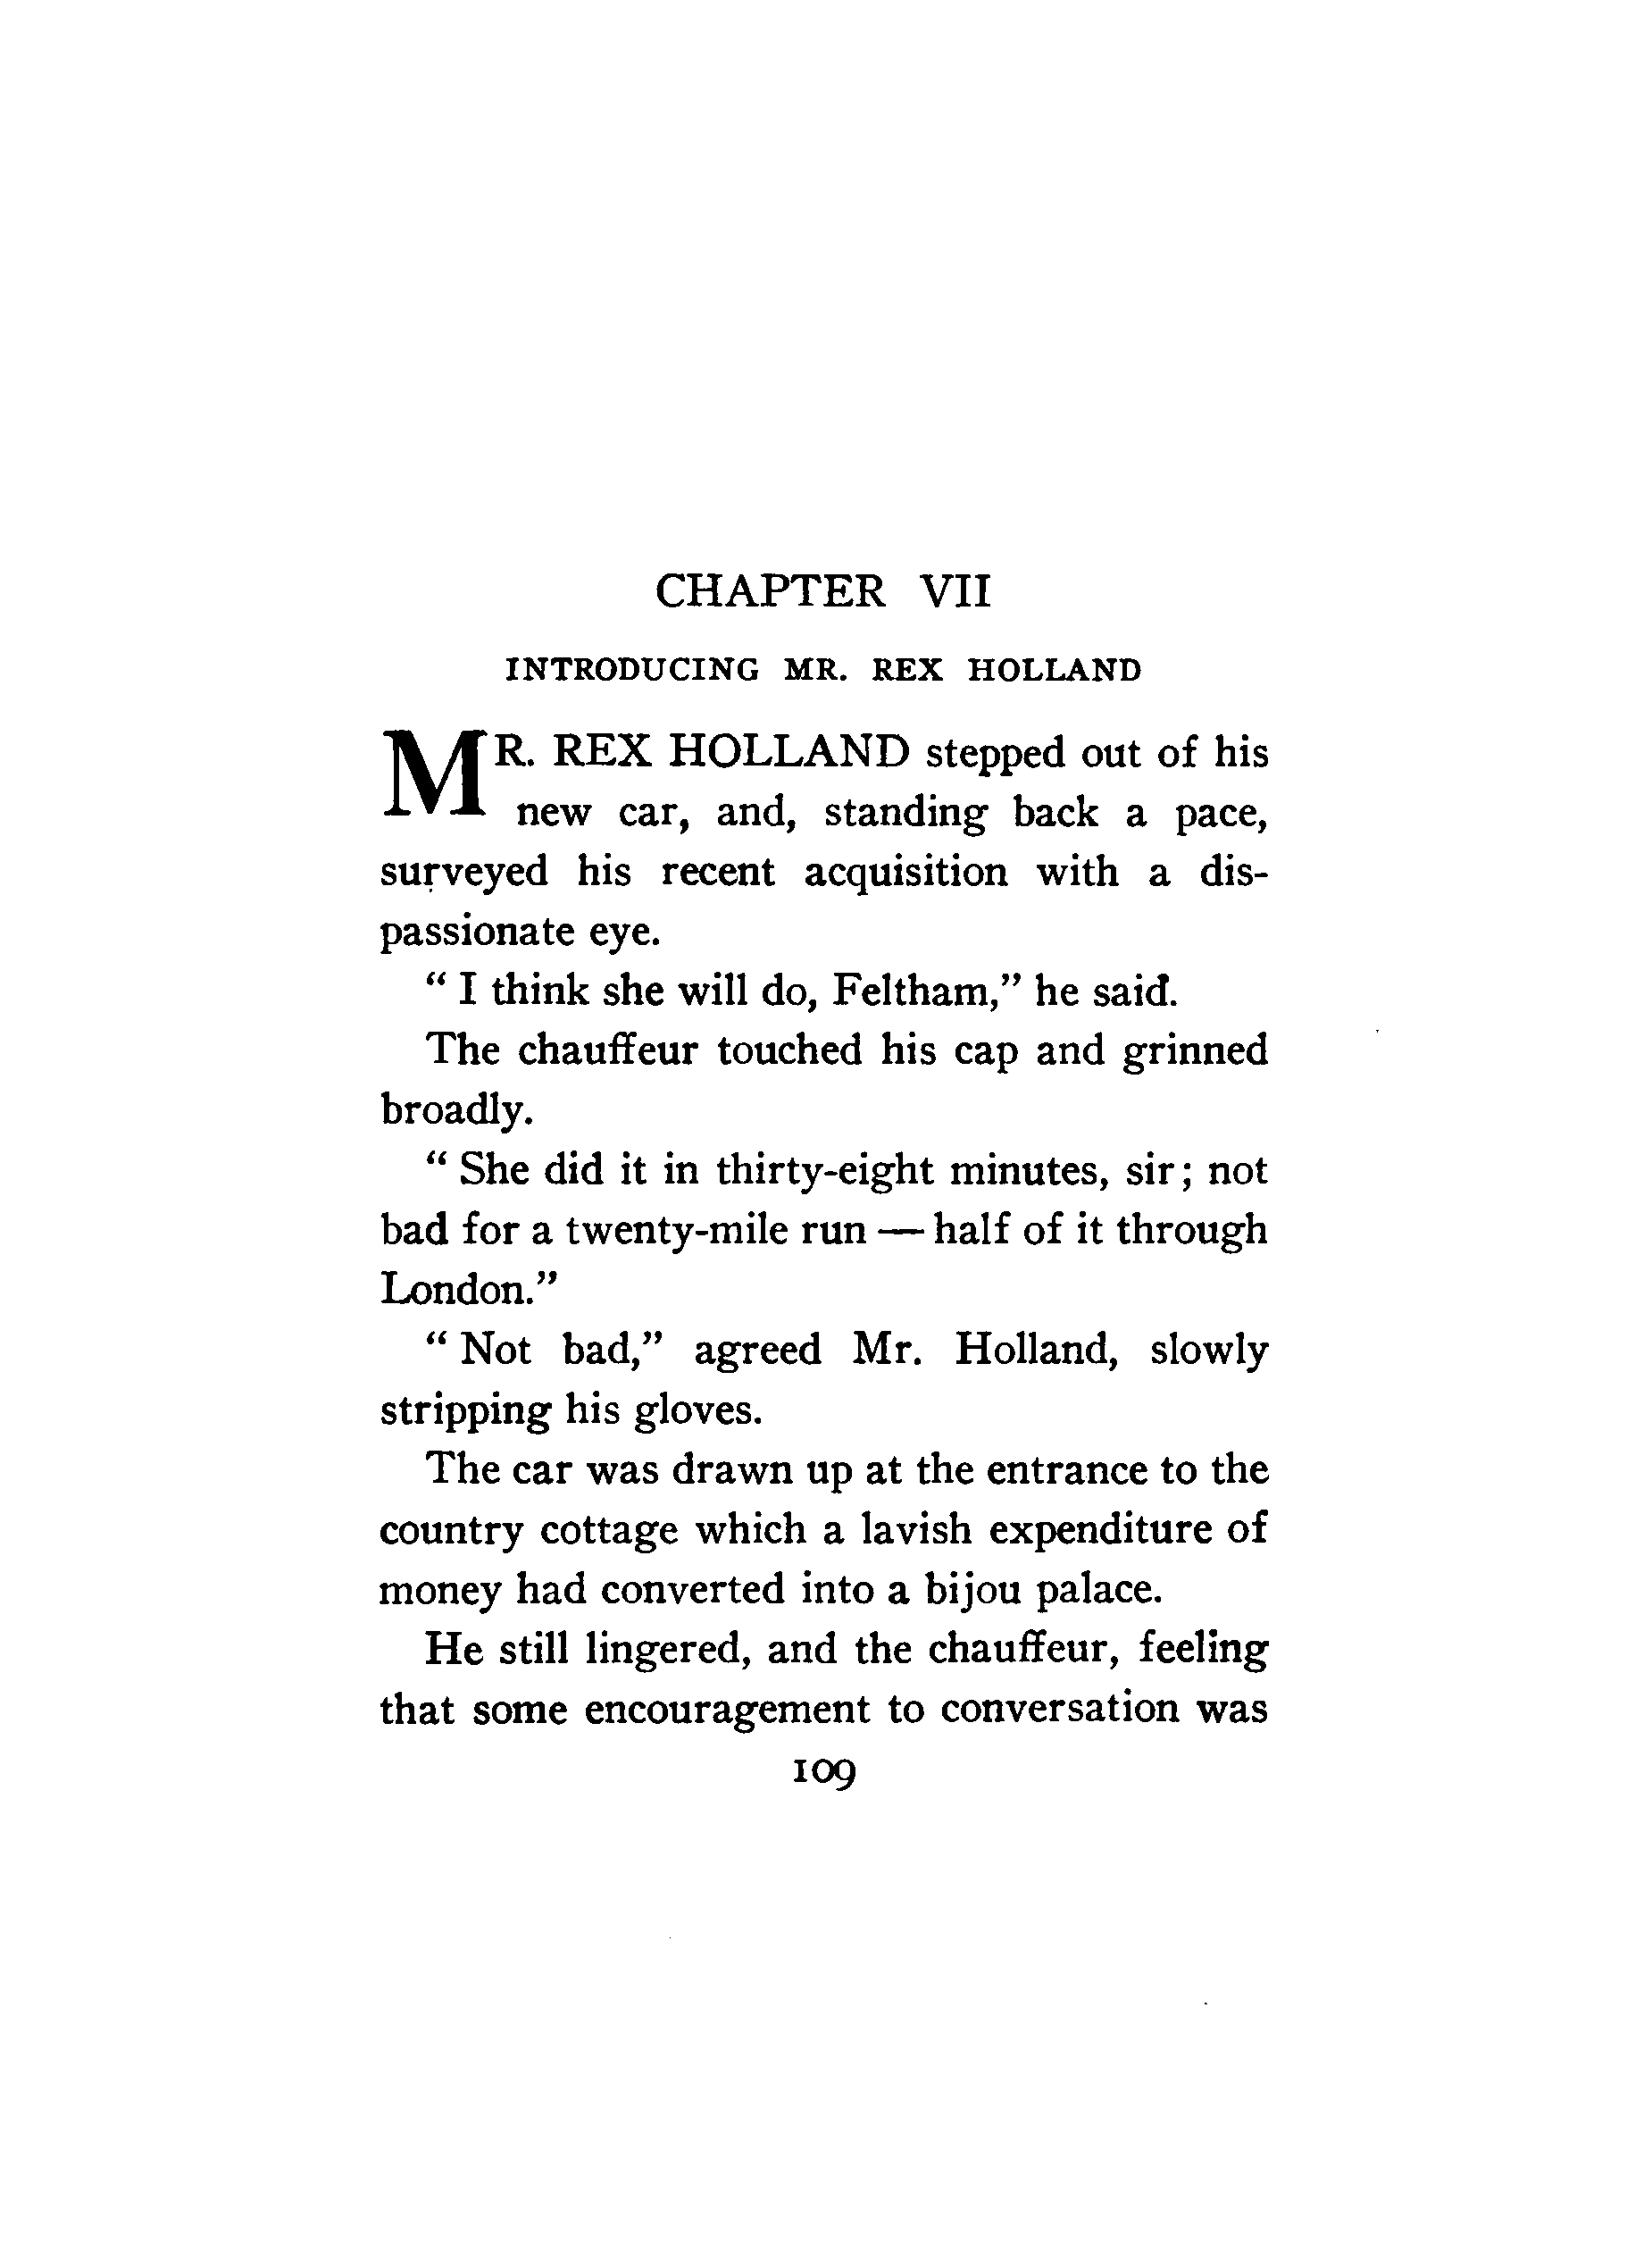 CHAPTER VII
INTRODUCING MR. REX HOLLAND
MR. REX HOLLAND stepped out of his
new car, and, standing back a pace,
surveyed his recent acquisition with a dis-
passionate eye.
“ I think she will do, Feltham,” he said.
The chauffeur touched his cap and grinned
broadly.
“ She did it in thirty-eight minutes, sir; not
bad for a twenty-mile run — half of it through
London.”
“ Not bad,” agreed Mr. Holland, slowly
stripping his gloves.
The car was drawn up at the entrance to the
country cottage which a lavish expenditure of
money had converted into a bijou palace.
He still lingered, and the chauffeur, feeling
that some encouragement to conversation was
109